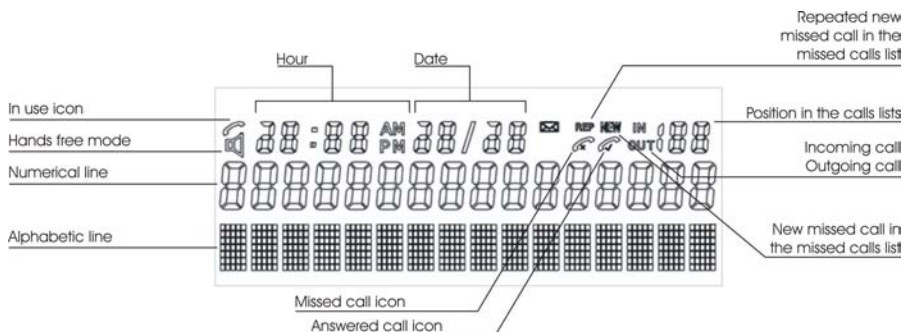 Repeated new
missed call in the
missed calls list
Hour
Date
In use icon
Position in the calls lists
AM
PM
REP NEW IN
OUT
Hands free mode
Incoming call
Outgoing call
Numerical line
Alphabetic line
New missed call in
the missed calls list
Missed call icon
Answered call icon